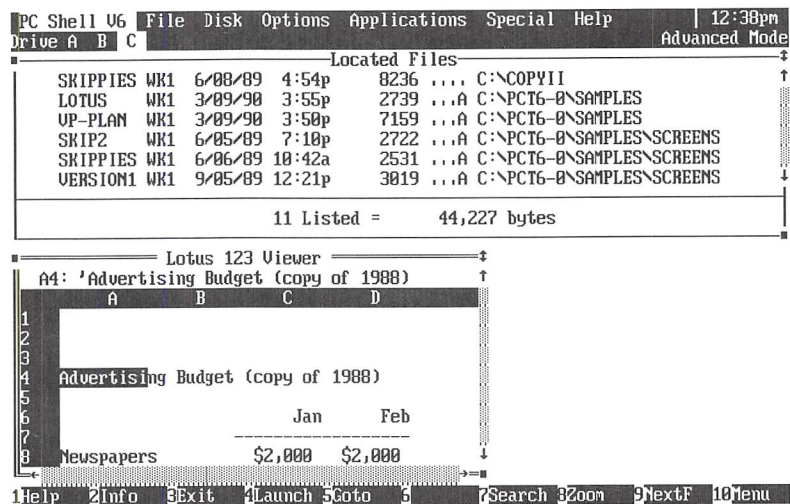 PC Shell V6 File Disk Options Applications Special Help 12:38pm
Drive A B C Advanced Mode
Located Files
SKIPPIES WK1 6/08/89 4:54p 8236 .... C:\COPYII
LOTUS WK1 3/09/90 3:55p 2739 ...A C:\PCT6-0\SAMPLES
VP-PLAN WK1 3/09/90 3:50p 7159 ...A C:\PCT6-0\SAMPLES
SKIP2 WK1 6/05/89 7:10p 2722 ...A C:\PCT6-0\SAMPLES\SCREENS
SKIPPIES WK1 6/06/89 10:42a 2531 ...A C:\PCT6-0\SAMPLES\SCREENS
VERSION1 WK1 9/05/89 12:21p 3019 ...A C:\PCT6-0\SAMPLES\SCREENS
11 Listed = 44,227 bytes
Lotus 123 Viewer
A4: 'Advertising Budget (copy of 1988)
A B C D
1
2
3
4 Advertising Budget (copy of 1988)
5
6 Jan Feb
7 --------------------
8 Newspapers $2,000 $2,000
1Help 2Info 3Exit 4Launch 5Goto 6 7Search 8Zoom 9NextF 10Menu